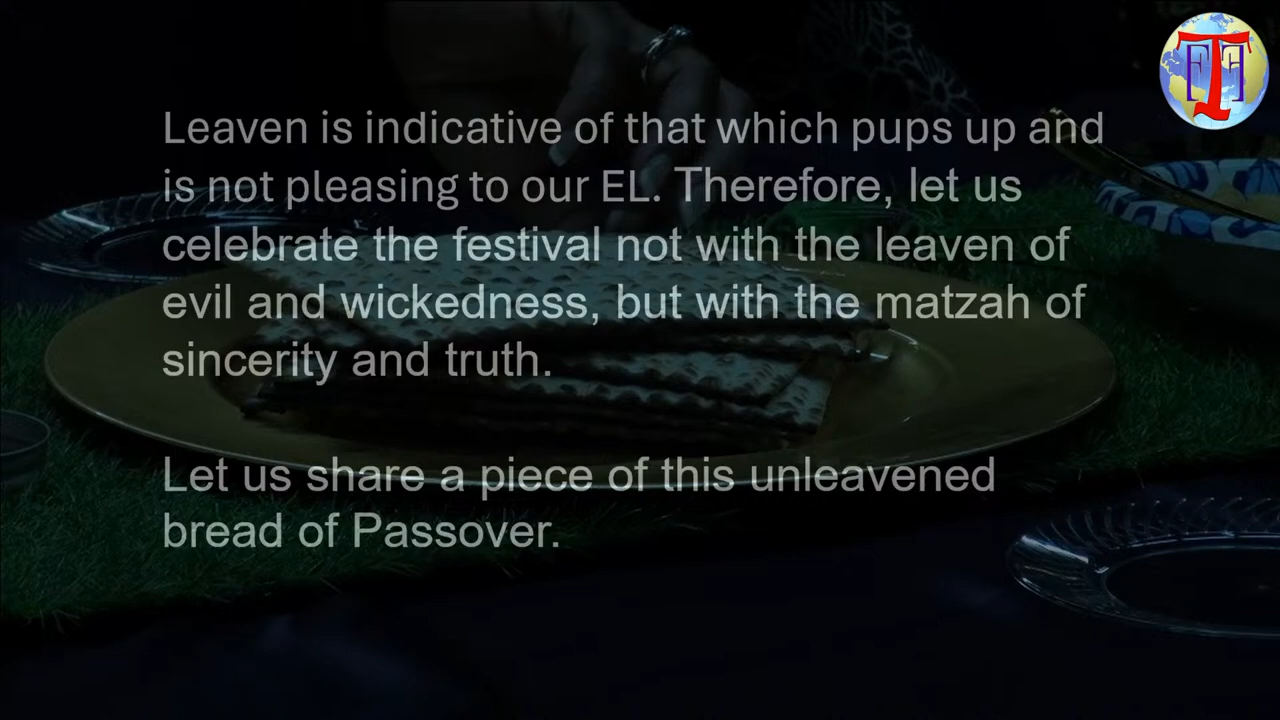 Leaven is indicative of that which pups up and
is not pleasing to our EL. Therefore, let us
celebrate the festival not with the leaven of
evil and wickedness, but with the matzah of
sincerity and truth.
Let us share a piece of this unleavened
bread of Passover.